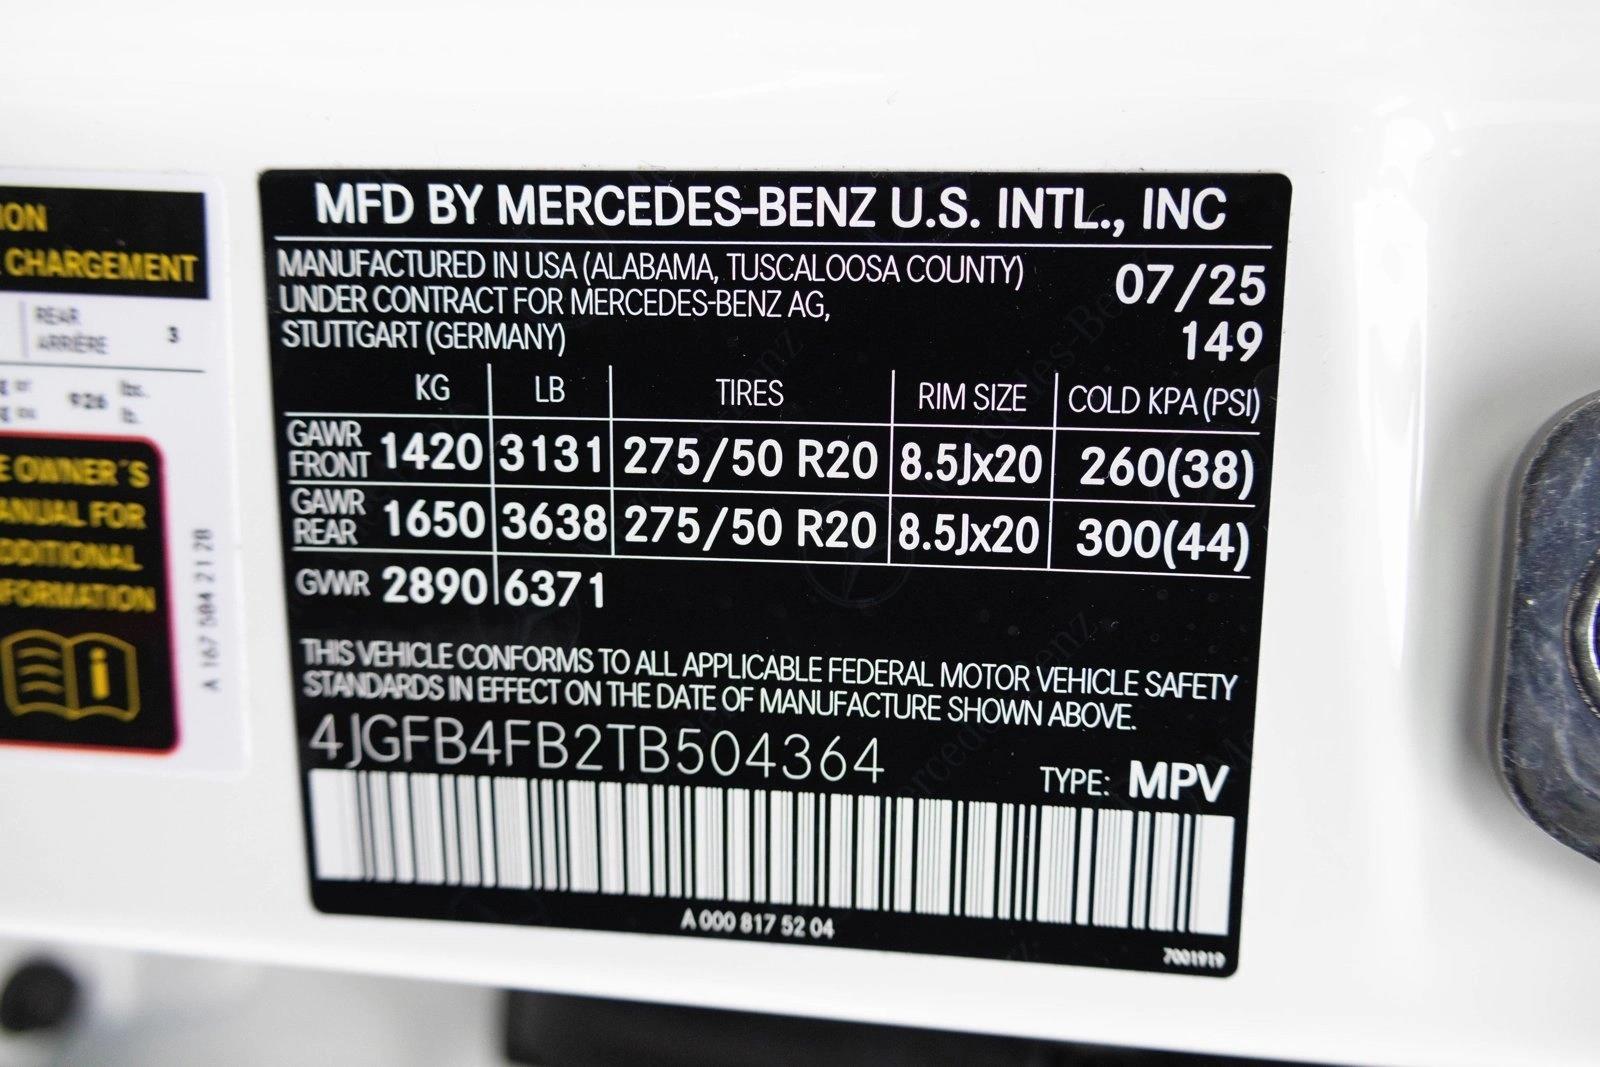 MFD BY MERCEDES-BENZ U.S. INTL., INC
MANUFACTURED IN USA (ALABAMA, TUSCALOOSA COUNTY)
UNDER CONTRACT FOR MERCEDES-BENZ AG,
STUTTGART (GERMANY)
07/25
149
KG LB TIRES RIM SIZE COLD KPA (PSI)
GAWR FRONT 1420 3131 275/50 R20 8.5Jx20 260(38)
GAWR REAR 1650 3638 275/50 R20 8.5Jx20 300(44)
GVWR 2890 6371
THIS VEHICLE CONFORMS TO ALL APPLICABLE FEDERAL MOTOR VEHICLE SAFETY
STANDARDS IN EFFECT ON THE DATE OF MANUFACTURE SHOWN ABOVE.
4JGFB4FB2TB504364
TYPE: MPV
A 000 817 52 04
7001919
ION
CHARGEMENT
REAR
ARRIÈRE 3
926 lbs.
lb.
E OWNER´S
ANUAL FOR
DDITIONAL
NFORMATION
i
A 167 584 21 28